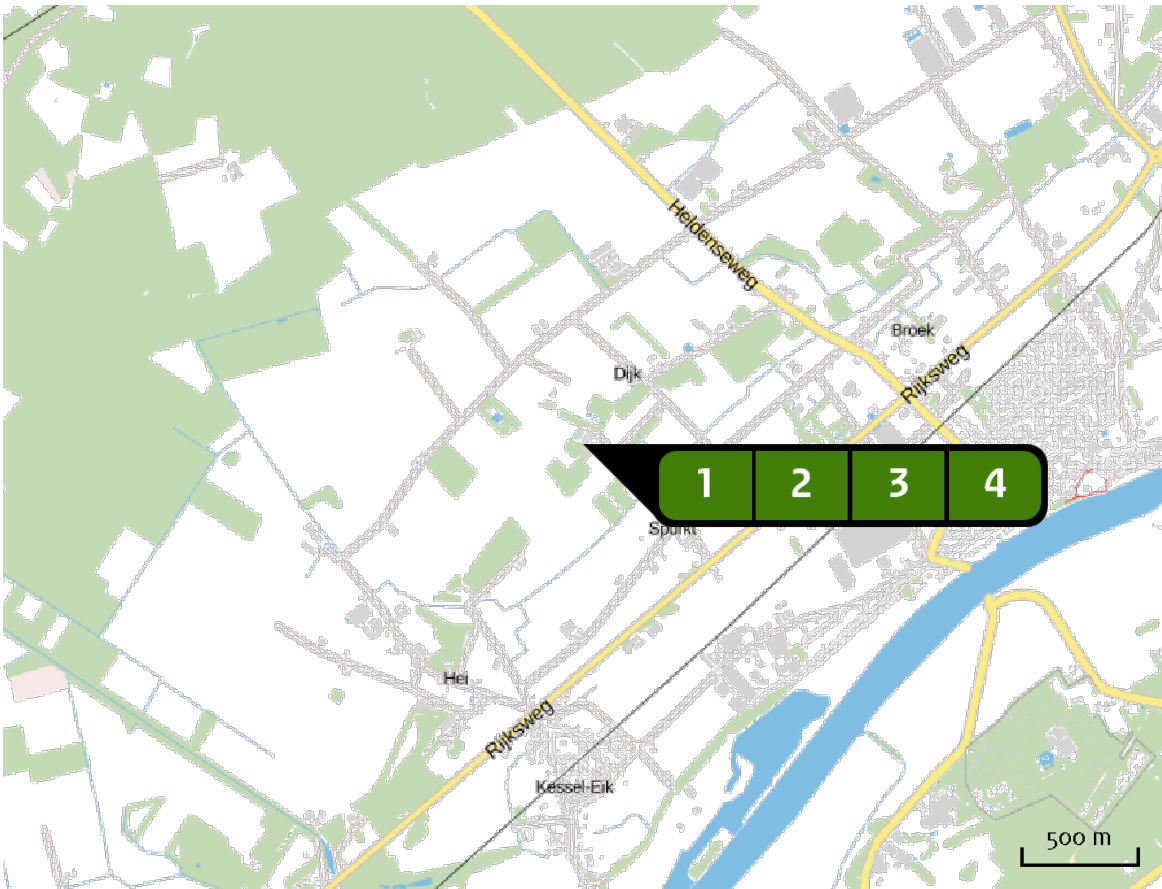 Heldenseweg
Broek
Rijksweg
Dijk
1 2 3 4
Spurkt
Hei
Rijksweg
Kessel-Eik
500 m